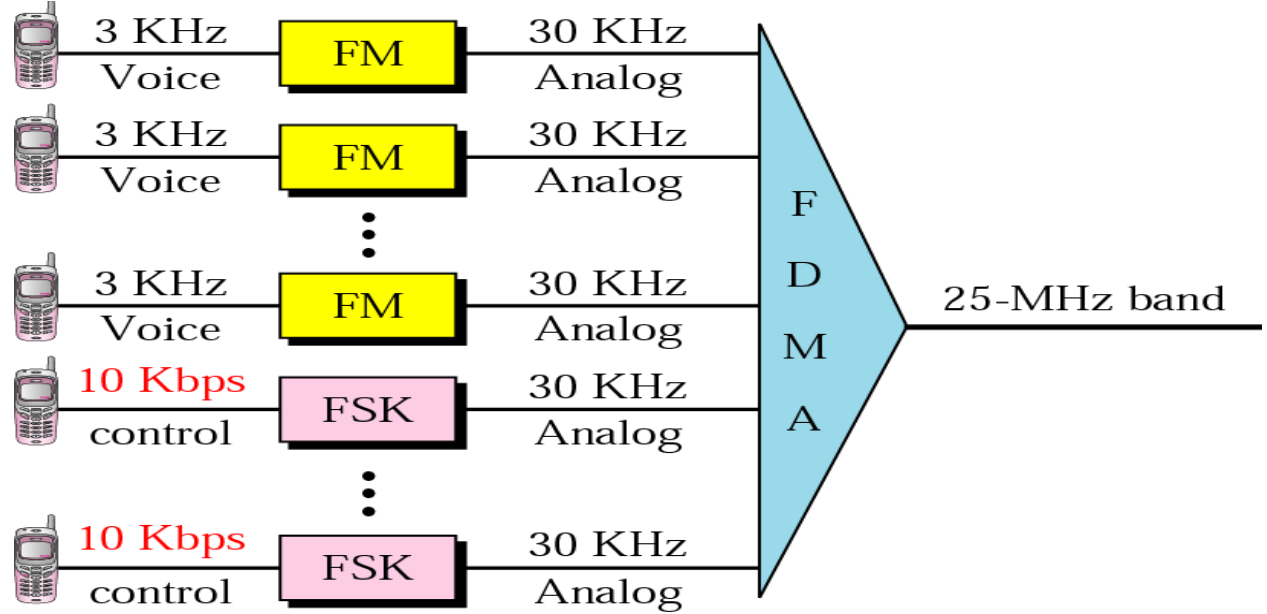 3 KHz
Voice
FM
30 KHz
Analog
3 KHz
Voice
FM
30 KHz
Analog
3 KHz
Voice
FM
30 KHz
Analog
10 Kbps
control
FSK
30 KHz
Analog
10 Kbps
control
FSK
30 KHz
Analog
F
D
M
A
25-MHz band